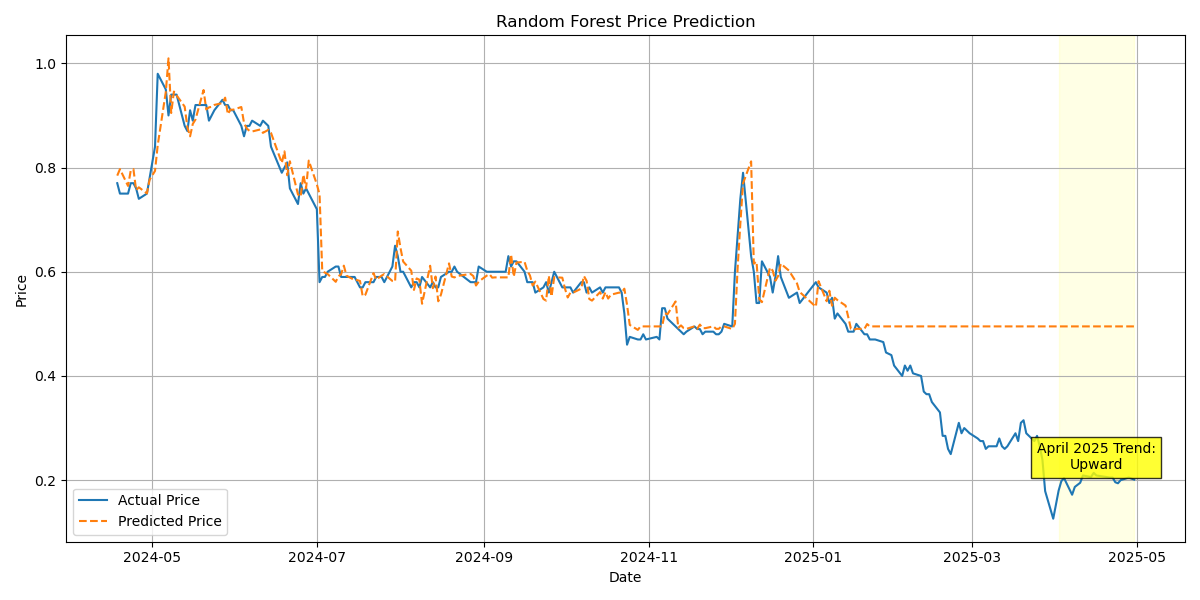 Random Forest Price Prediction
Price
1.0
0.8
0.6
0.4
0.2
April 2025 Trend:
Upward
Actual Price
Predicted Price
2024-05
2024-07
2024-09
2024-11
2025-01
2025-03
2025-05
Date